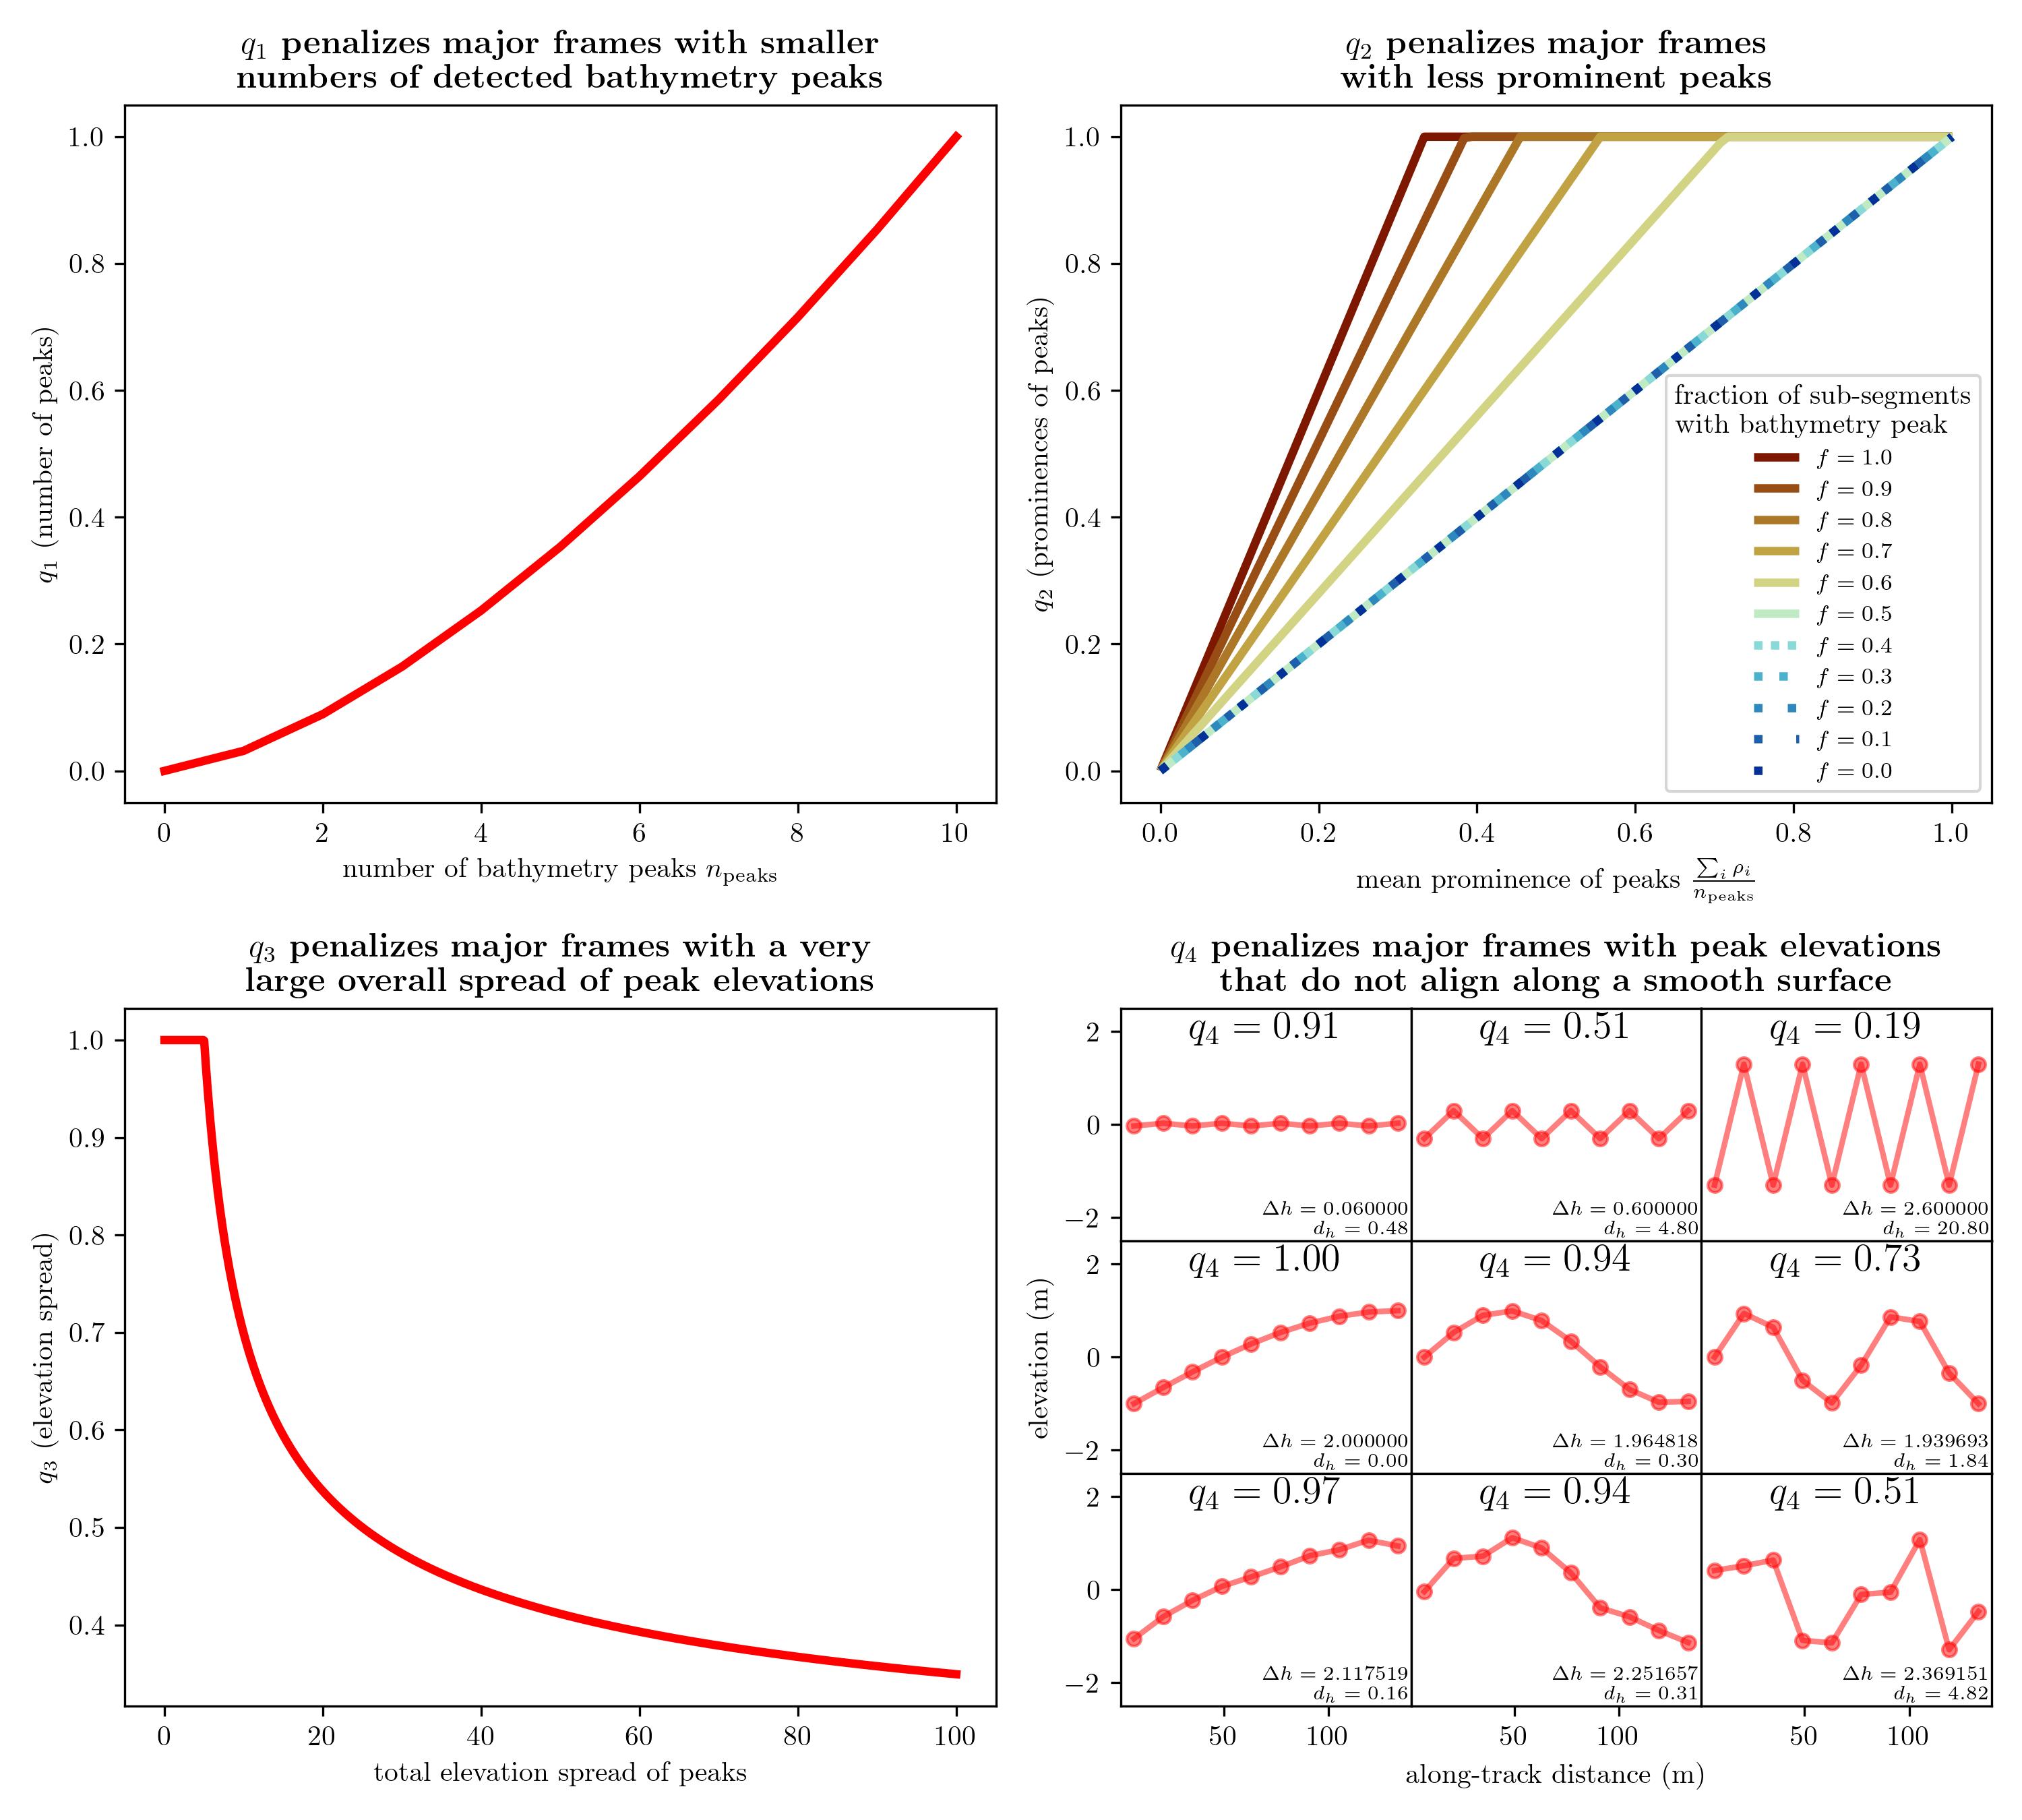 q₁ penalizes major frames with smaller
numbers of detected bathymetry peaks
1.0
0.8
0.6
0.4
0.2
0.0
q₁ (number of peaks)
0 2 4 6 8 10
number of bathymetry peaks n_peaks
q₂ penalizes major frames
with less prominent peaks
1.0
0.8
0.6
0.4
0.2
0.0
q₂ (prominences of peaks)
fraction of sub-segments
with bathymetry peak
f = 1.0
f = 0.9
f = 0.8
f = 0.7
f = 0.6
f = 0.5
f = 0.4
f = 0.3
f = 0.2
f = 0.1
f = 0.0
0.0 0.2 0.4 0.6 0.8 1.0
mean prominence of peaks ∑ᵢ ρᵢ / n_peaks
q₃ penalizes major frames with a very
large overall spread of peak elevations
1.0
0.9
0.8
0.7
0.6
0.5
0.4
q₃ (elevation spread)
0 20 40 60 80 100
total elevation spread of peaks
q₄ penalizes major frames with peak elevations
that do not align along a smooth surface
elevation (m)
2
0
−2
q₄ = 0.91
Δh = 0.060000
d_h = 0.48
q₄ = 0.51
Δh = 0.600000
d_h = 4.80
q₄ = 0.19
Δh = 2.600000
d_h = 20.80
2
0
−2
q₄ = 1.00
Δh = 2.000000
d_h = 0.00
q₄ = 0.94
Δh = 1.964818
d_h = 0.30
q₄ = 0.73
Δh = 1.939693
d_h = 1.84
2
0
−2
q₄ = 0.97
Δh = 2.117519
d_h = 0.16
q₄ = 0.94
Δh = 2.251657
d_h = 0.31
q₄ = 0.51
Δh = 2.369151
d_h = 4.82
50 100 50 100 50 100
along-track distance (m)